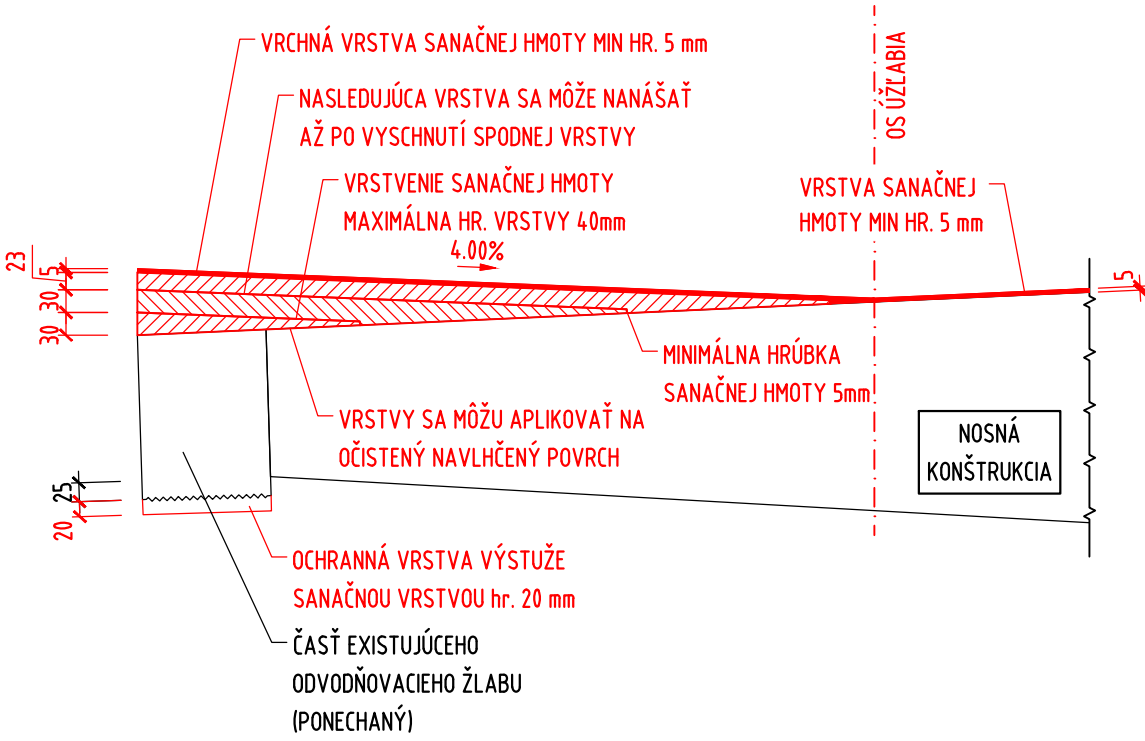 VRCHNÁ VRSTVA SANAČNEJ HMOTY MIN HR. 5 mm
NASLEDUJÚCA VRSTVA SA MÔŽE NANÁŠAŤ
AŽ PO VYSCHNUTÍ SPODNEJ VRSTVY
VRSTVENIE SANAČNEJ HMOTY
MAXIMÁLNA HR. VRSTVY 40mm
4.00%
OS ÚŽĽABIA
VRSTVA SANAČNEJ
HMOTY MIN HR. 5 mm
23
5
30
30
5
MINIMÁLNA HRÚBKA
SANAČNEJ HMOTY 5mm
VRSTVY SA MÔŽU APLIKOVAŤ NA
OČISTENÝ NAVLHČENÝ POVRCH
NOSNÁ
KONŠTRUKCIA
25
20
OCHRANNÁ VRSTVA VÝSTUŽE
SANAČNOU VRSTVOU hr. 20 mm
ČASŤ EXISTUJÚCEHO
ODVODŇOVACIEHO ŽLABU
(PONECHANÝ)